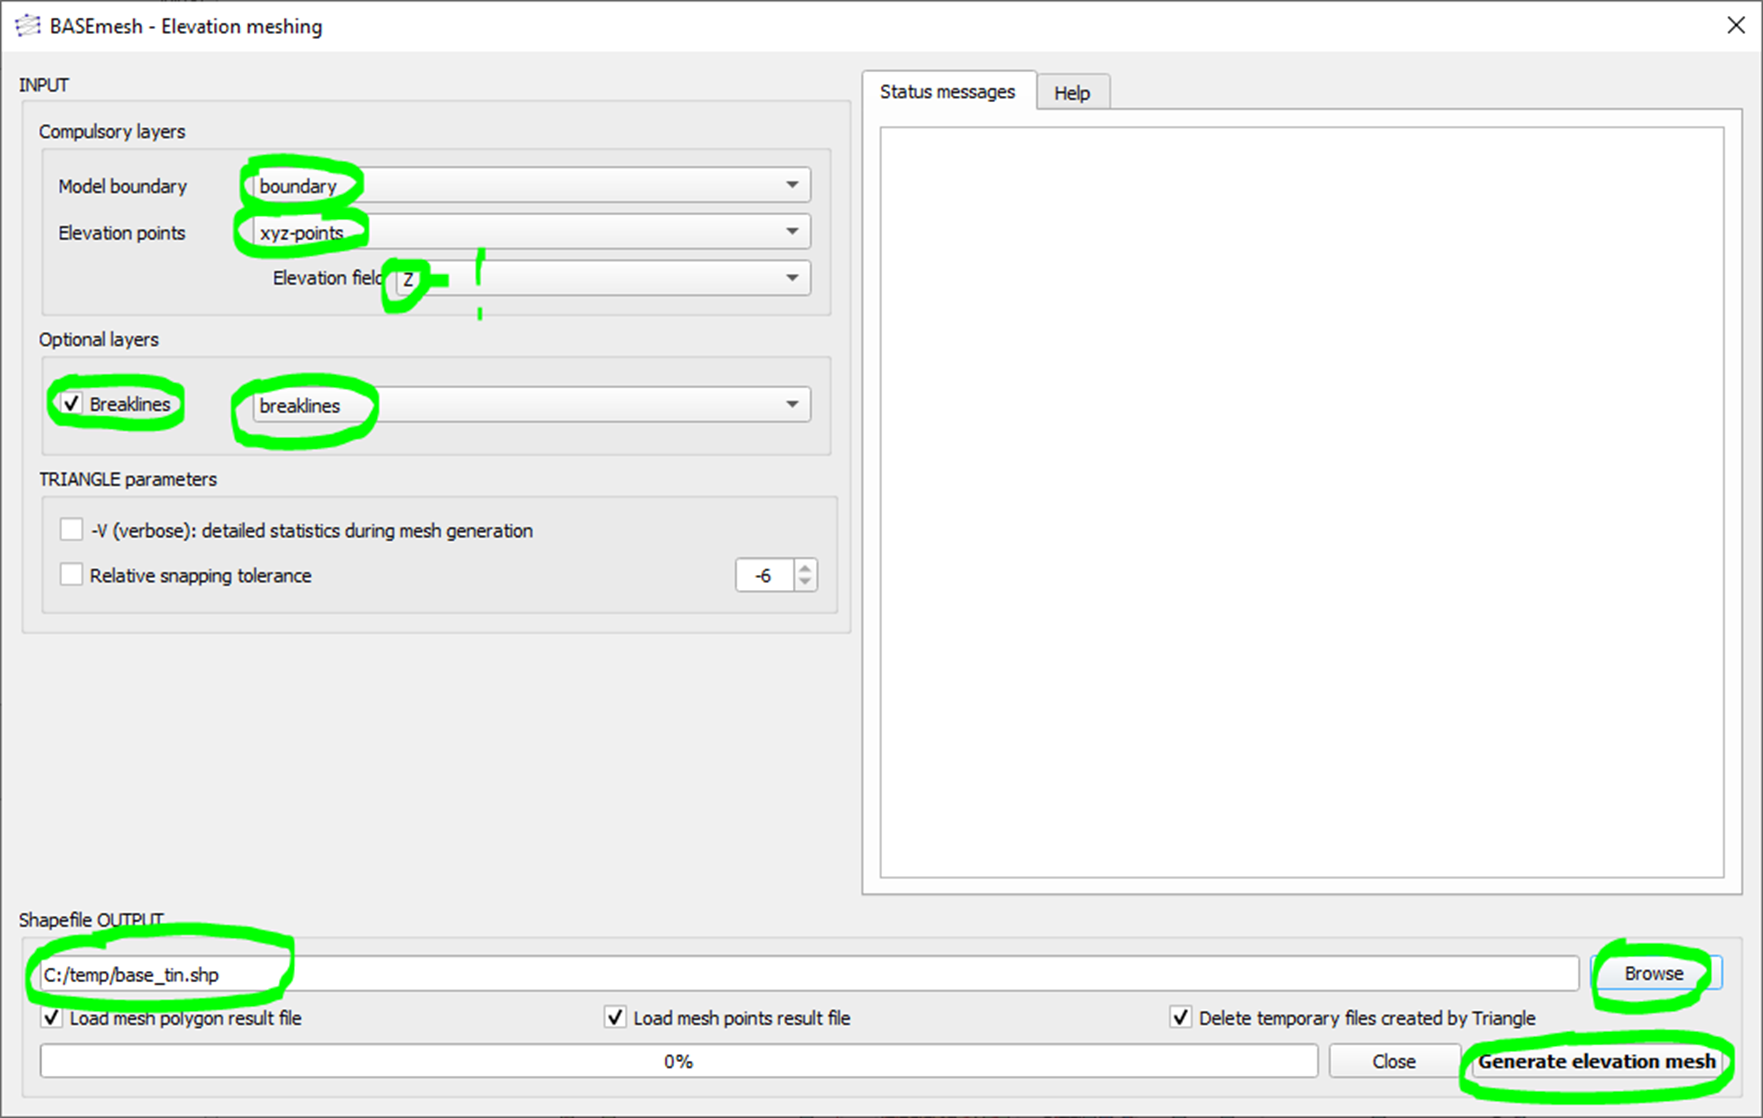 BASEmesh - Elevation meshing
INPUT
Compulsory layers
Model boundary boundary
Elevation points xyz-points
Elevation field Z
Optional layers
Breaklines breaklines
TRIANGLE parameters
-V (verbose): detailed statistics during mesh generation
Relative snapping tolerance -6
Status messages Help
Shapefile OUTPUT
C:/temp/base_tin.shp Browse
Load mesh polygon result file Load mesh points result file Delete temporary files created by Triangle
0% Close Generate elevation mesh